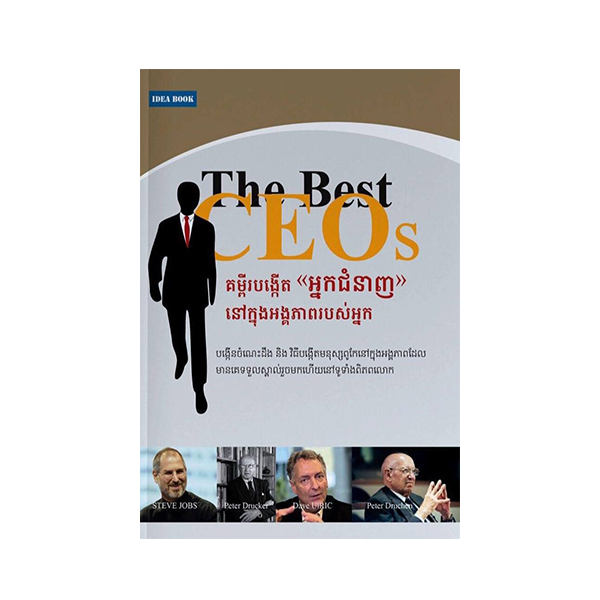 IDEA BOOK
The Best
CEOs
គម្ពីរបង្កើត «អ្នកជំនាញ»
នៅក្នុងអង្គភាពរបស់អ្នក
បង្កើនចំណេះដឹង និង វិធីបង្កើតមនុស្សពូកែនៅក្នុងអង្គភាពដែល
មានគេទទួលស្គាល់រួចមកហើយនៅទូទាំងពិភពលោក
STEVE JOBS Peter Drucker Dave UlRIC Peter Druchen